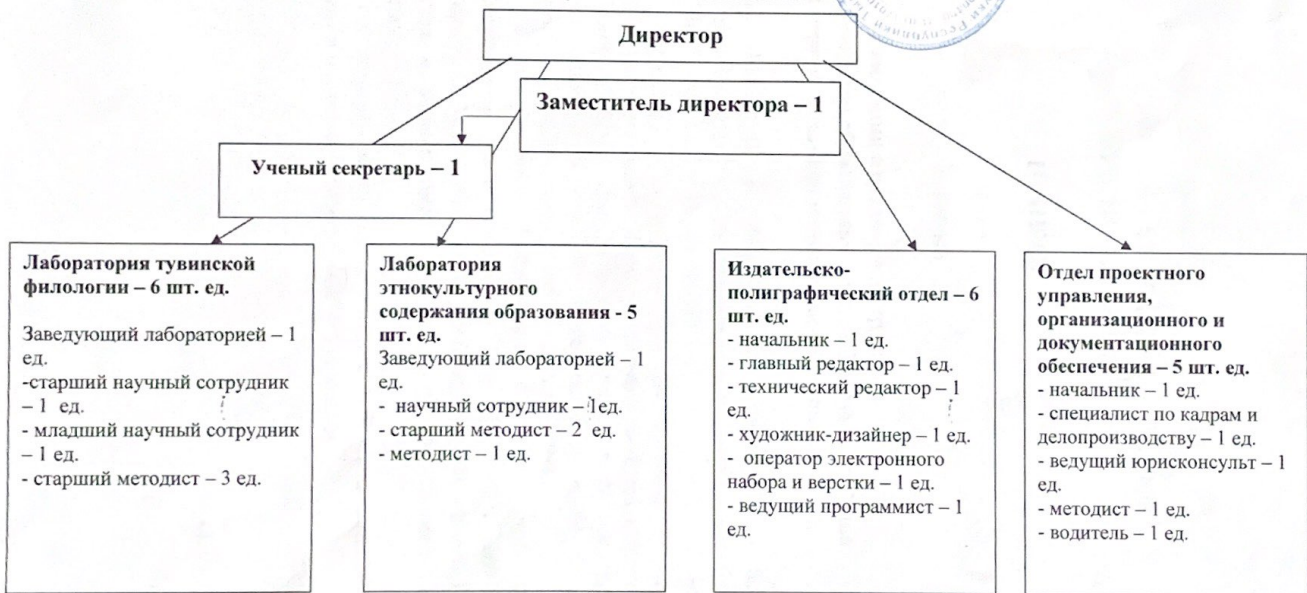 Директор
Заместитель директора – 1
Ученый секретарь – 1
Лаборатория тувинской
филологии – 6 шт. ед.
Заведующий лабораторией – 1
ед.
-старший научный сотрудник
– 1 ед.
- младший научный сотрудник
– 1 ед.
- старший методист – 3 ед.
Лаборатория
этнокультурного
содержания образования - 5
шт. ед.
Заведующий лабораторией – 1
ед.
- научный сотрудник – 1ед.
- старший методист – 2 ед.
- методист – 1 ед.
Издательско-
полиграфический отдел – 6
шт. ед.
- начальник – 1 ед.
- главный редактор – 1 ед.
- технический редактор – 1
ед.
- художник-дизайнер – 1 ед.
- оператор электронного
набора и верстки – 1 ед.
- ведущий программист – 1
ед.
Отдел проектного
управления,
организационного и
документационного
обеспечения – 5 шт. ед.
- начальник – 1 ед.
- специалист по кадрам и
делопроизводству – 1 ед.
- ведущий юрисконсульт – 1
ед.
- методист – 1 ед.
- водитель – 1 ед.